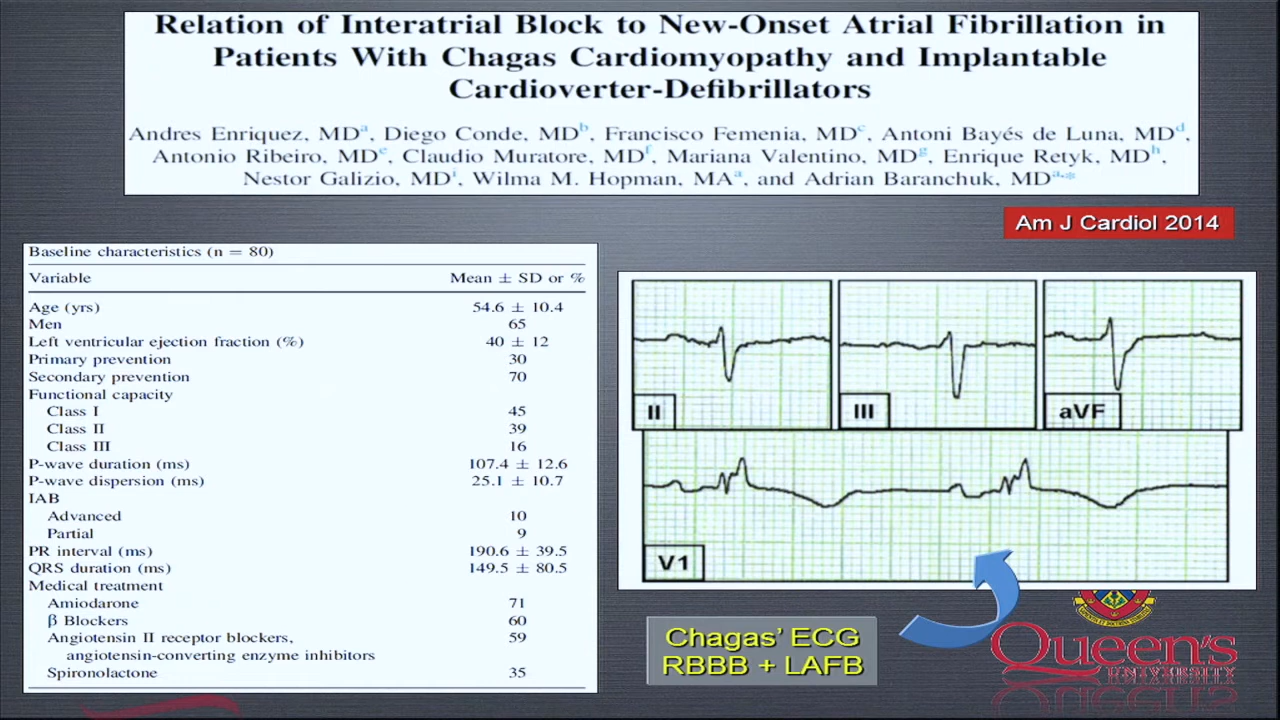 Relation of Interatrial Block to New-Onset Atrial Fibrillation in
Patients With Chagas Cardiomyopathy and Implantable
Cardioverter-Defibrillators
Andres Enriquez, MDa, Diego Conde, MDb, Francisco Femenia, MDc, Antoni Bayés de Luna, MDd,
Antonio Ribeiro, MDe, Claudio Muratore, MDf, Mariana Valentino, MDg, Enrique Retyk, MDh,
Nestor Galizio, MDi, Wilma M. Hopman, MAa, and Adrian Baranchuk, MDa,*
Am J Cardiol 2014
Baseline characteristics (n = 80)
Variable Mean ± SD or %
Age (yrs) 54.6 ± 10.4
Men 65
Left ventricular ejection fraction (%) 40 ± 12
Primary prevention 30
Secondary prevention 70
Functional capacity
Class I 45
Class II 39
Class III 16
P-wave duration (ms) 107.4 ± 12.6
P-wave dispersion (ms) 25.1 ± 10.7
IAB
Advanced 10
Partial 9
PR interval (ms) 190.6 ± 39.5
QRS duration (ms) 149.5 ± 80.5
Medical treatment
Amiodarone 71
β Blockers 60
Angiotensin II receptor blockers, 59
angiotensin-converting enzyme inhibitors
Spironolactone 35
II
III
aVF
V1
Chagas' ECG
RBBB + LAFB
Queen's
UNIVERSITY